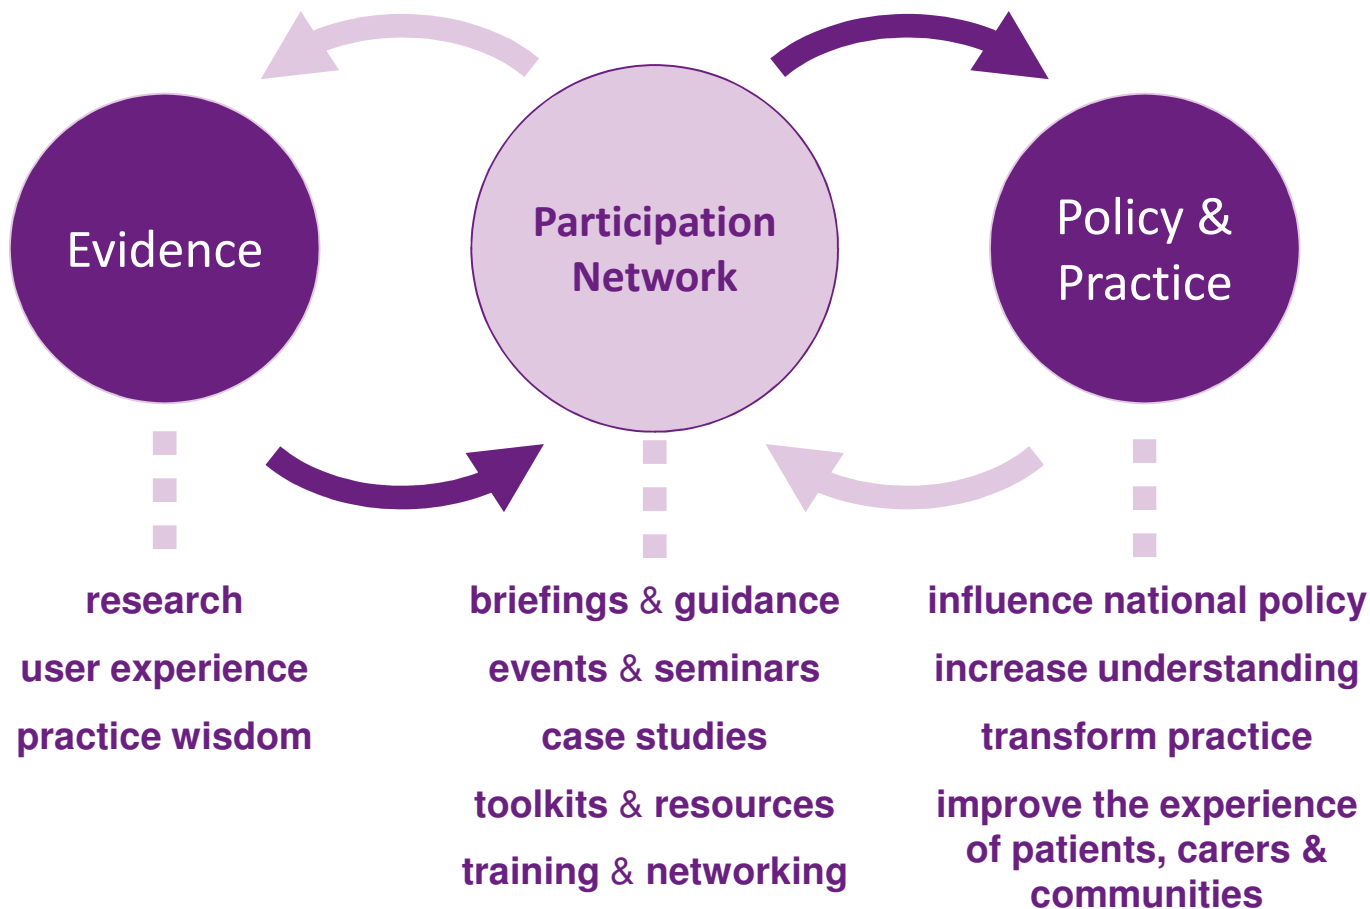 Evidence
Participation
Network
Policy &
Practice
research
user experience
practice wisdom
briefings & guidance
events & seminars
case studies
toolkits & resources
training & networking
influence national policy
increase understanding
transform practice
improve the experience
of patients, carers &
communities